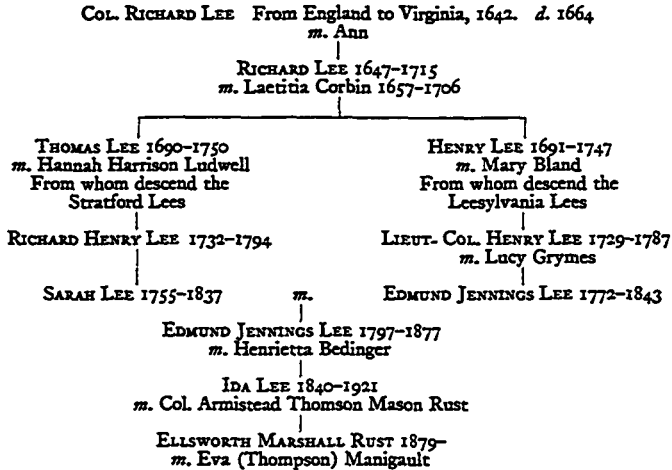 Col. Richard Lee From England to Virginia, 1642. d. 1664
m. Ann
Richard Lee 1647–1715
m. Laetitia Corbin 1657–1706
Thomas Lee 1690–1750
m. Hannah Harrison Ludwell
From whom descend the
Stratford Lees
Richard Henry Lee 1732–1794
Sarah Lee 1755–1837
Henry Lee 1691–1747
m. Mary Bland
From whom descend the
Leesylvania Lees
Lieut- Col. Henry Lee 1729–1787
m. Lucy Grymes
m.
Edmund Jennings Lee 1772–1843
Edmund Jennings Lee 1797–1877
m. Henrietta Bedinger
Ida Lee 1840–1921
m. Col. Armistead Thomson Mason Rust
Ellsworth Marshall Rust 1879–
m. Eva (Thompson) Manigault